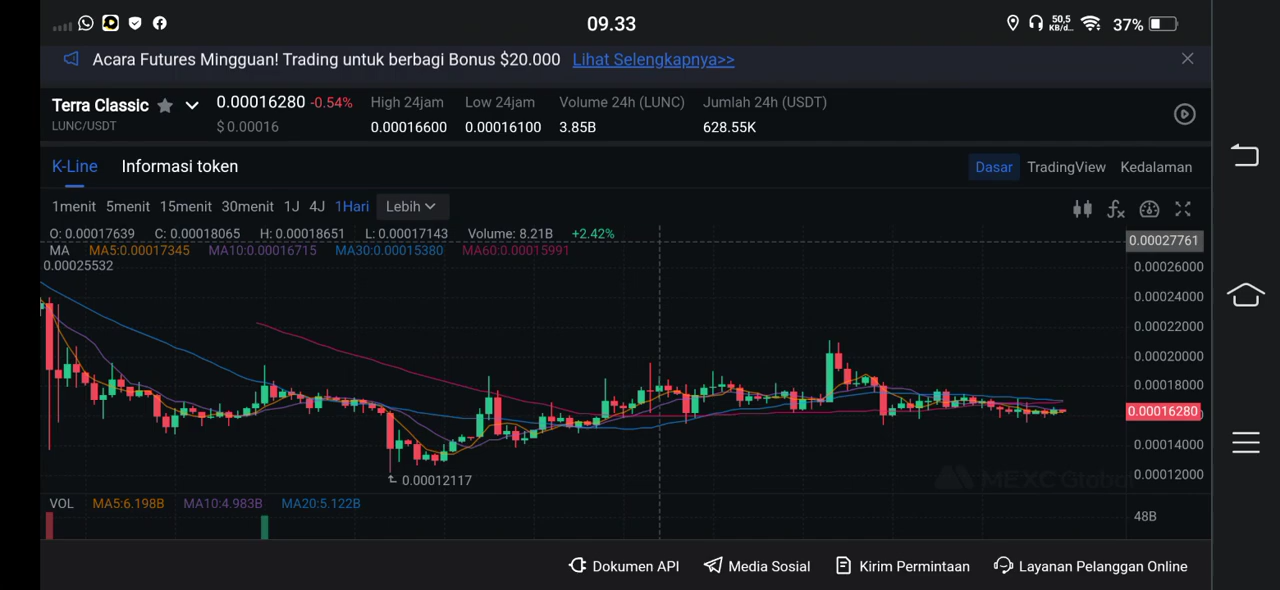 09.33
50,5 KB/d... 37%
Acara Futures Mingguan! Trading untuk berbagi Bonus $20.000 Lihat Selengkapnya>>
Terra Classic 0.00016280 -0.54% High 24jam Low 24jam Volume 24h (LUNC) Jumlah 24h (USDT)
LUNC/USDT $ 0.00016 0.00016600 0.00016100 3.85B 628.55K
K-Line Informasi token Dasar TradingView Kedalaman
1menit 5menit 15menit 30menit 1J 4J 1Hari Lebih
O: 0.00017639 C: 0.00018065 H: 0.00018651 L: 0.00017143 Volume: 8.21B +2.42%
0.00027761
MA MA5:0.00017345 MA10:0.00016715 MA30:0.00015380 MA60:0.00015991
0.00025532
0.00026000
0.00024000
0.00022000
0.00020000
0.00018000
0.00016280
0.00014000
0.00012000
0.00012117
MEXC Global
VOL MA5:6.198B MA10:4.983B MA20:5.122B
48B
Dokumen API Media Sosial Kirim Permintaan Layanan Pelanggan Online